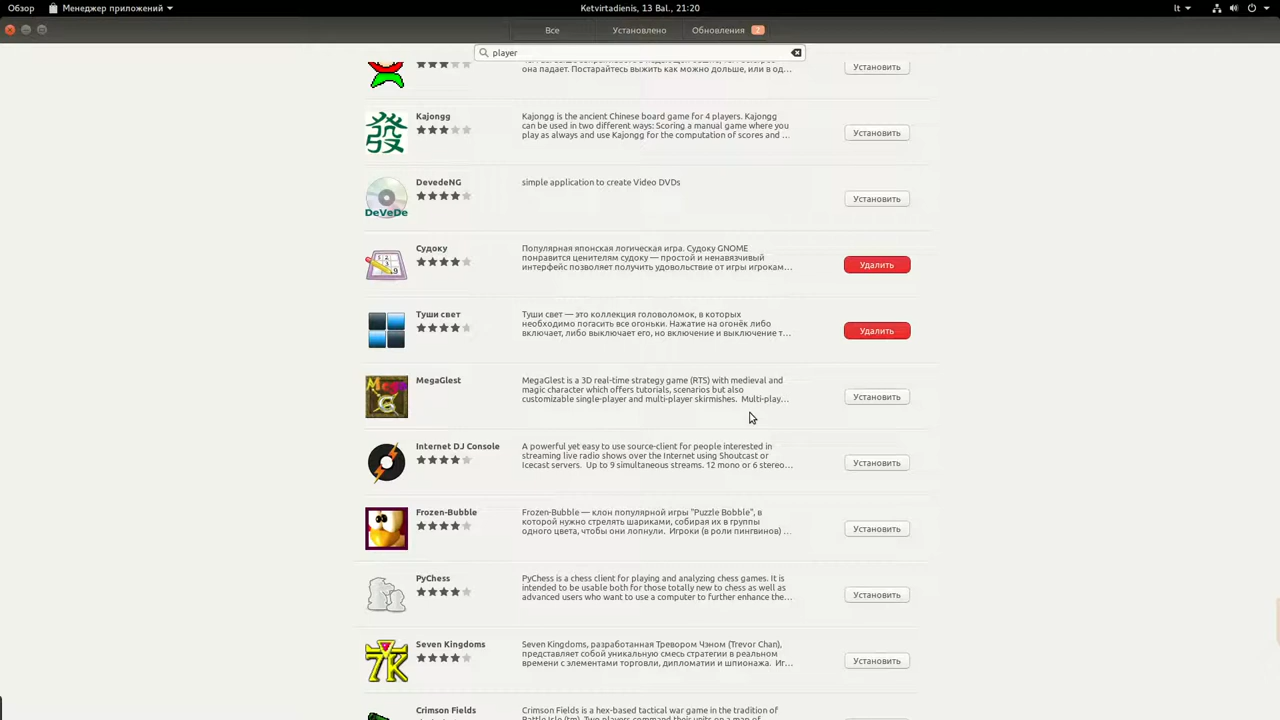 Обзор
Менеджер приложений
Ketvirtadienis, 13 Bal., 21:20
lt
Все
Установлено
Обновления 2
player
она падает. Постарайтесь выжить как можно дольше, или в од…
Установить
Kajongg
Kajongg is the ancient Chinese board game for 4 players. Kajongg
can be used in two different ways: Scoring a manual game where you
play as always and use Kajongg for the computation of scores and …
Установить
發
DevedeNG
simple application to create Video DVDs
Установить
DeVeDe
Судоку
Популярная японская логическая игра. Судоку GNOME
понравится ценителям судоку — простой и ненавязчивый
интерфейс позволяет получить удовольствие от игры игрокам…
Удалить
Туши свет
Туши свет — это коллекция головоломок, в которых
необходимо погасить все огоньки. Нажатие на огонёк либо
включает, либо выключает его, но включение и выключение т…
Удалить
MegaGlest
MegaGlest is a 3D real-time strategy game (RTS) with medieval and
magic character which offers tutorials, scenarios but also
customizable single-player and multi-player skirmishes. Multi-play…
Установить
Internet DJ Console
A powerful yet easy to use source-client for people interested in
streaming live radio shows over the Internet using Shoutcast or
Icecast servers. Up to 9 simultaneous streams. 12 mono or 6 stereo…
Установить
Frozen-Bubble
Frozen-Bubble — клон популярной игры "Puzzle Bobble", в
которой нужно стрелять шариками, собирая их в группы
одного цвета, чтобы они лопнули. Игроки (в роли пингвинов) …
Установить
PyChess
PyChess is a chess client for playing and analyzing chess games. It is
intended to be usable both for those totally new to chess as well as
advanced users who want to use a computer to further enhance the…
Установить
Seven Kingdoms
Seven Kingdoms, разработанная Тревором Чэном (Trevor Chan),
представляет собой уникальную смесь стратегии в реальном
времени с элементами торговли, дипломатии и шпионажа. Иг…
Установить
7K
Crimson Fields
Crimson Fields is a hex-based tactical war game in the tradition of
Battle Isle (tm). Two players command their units on a map of